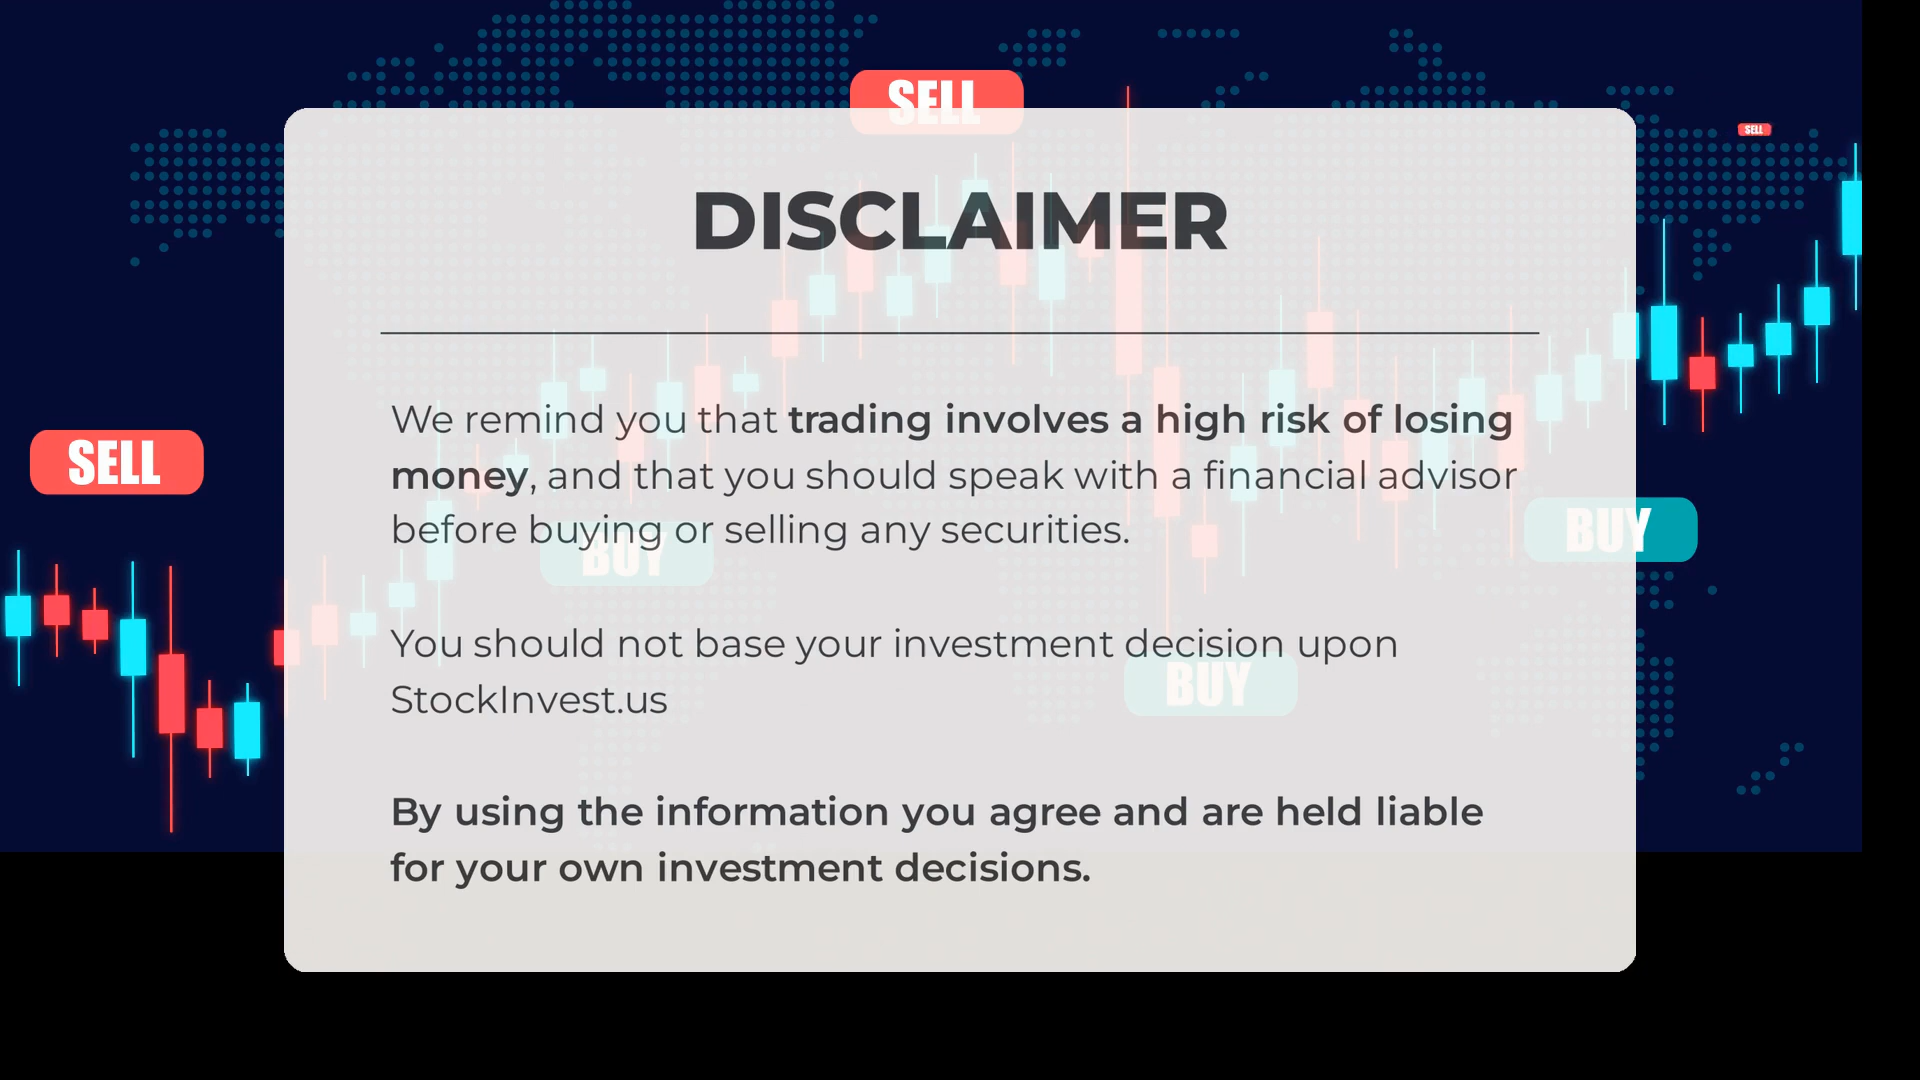 SELL
SELL
DISCLAIMER
We remind you that trading involves a high risk of losing
money, and that you should speak with a financial advisor
before buying or selling any securities.
SELL
BUY
BUY
You should not base your investment decision upon
StockInvest.us
BUY
By using the information you agree and are held liable
for your own investment decisions.